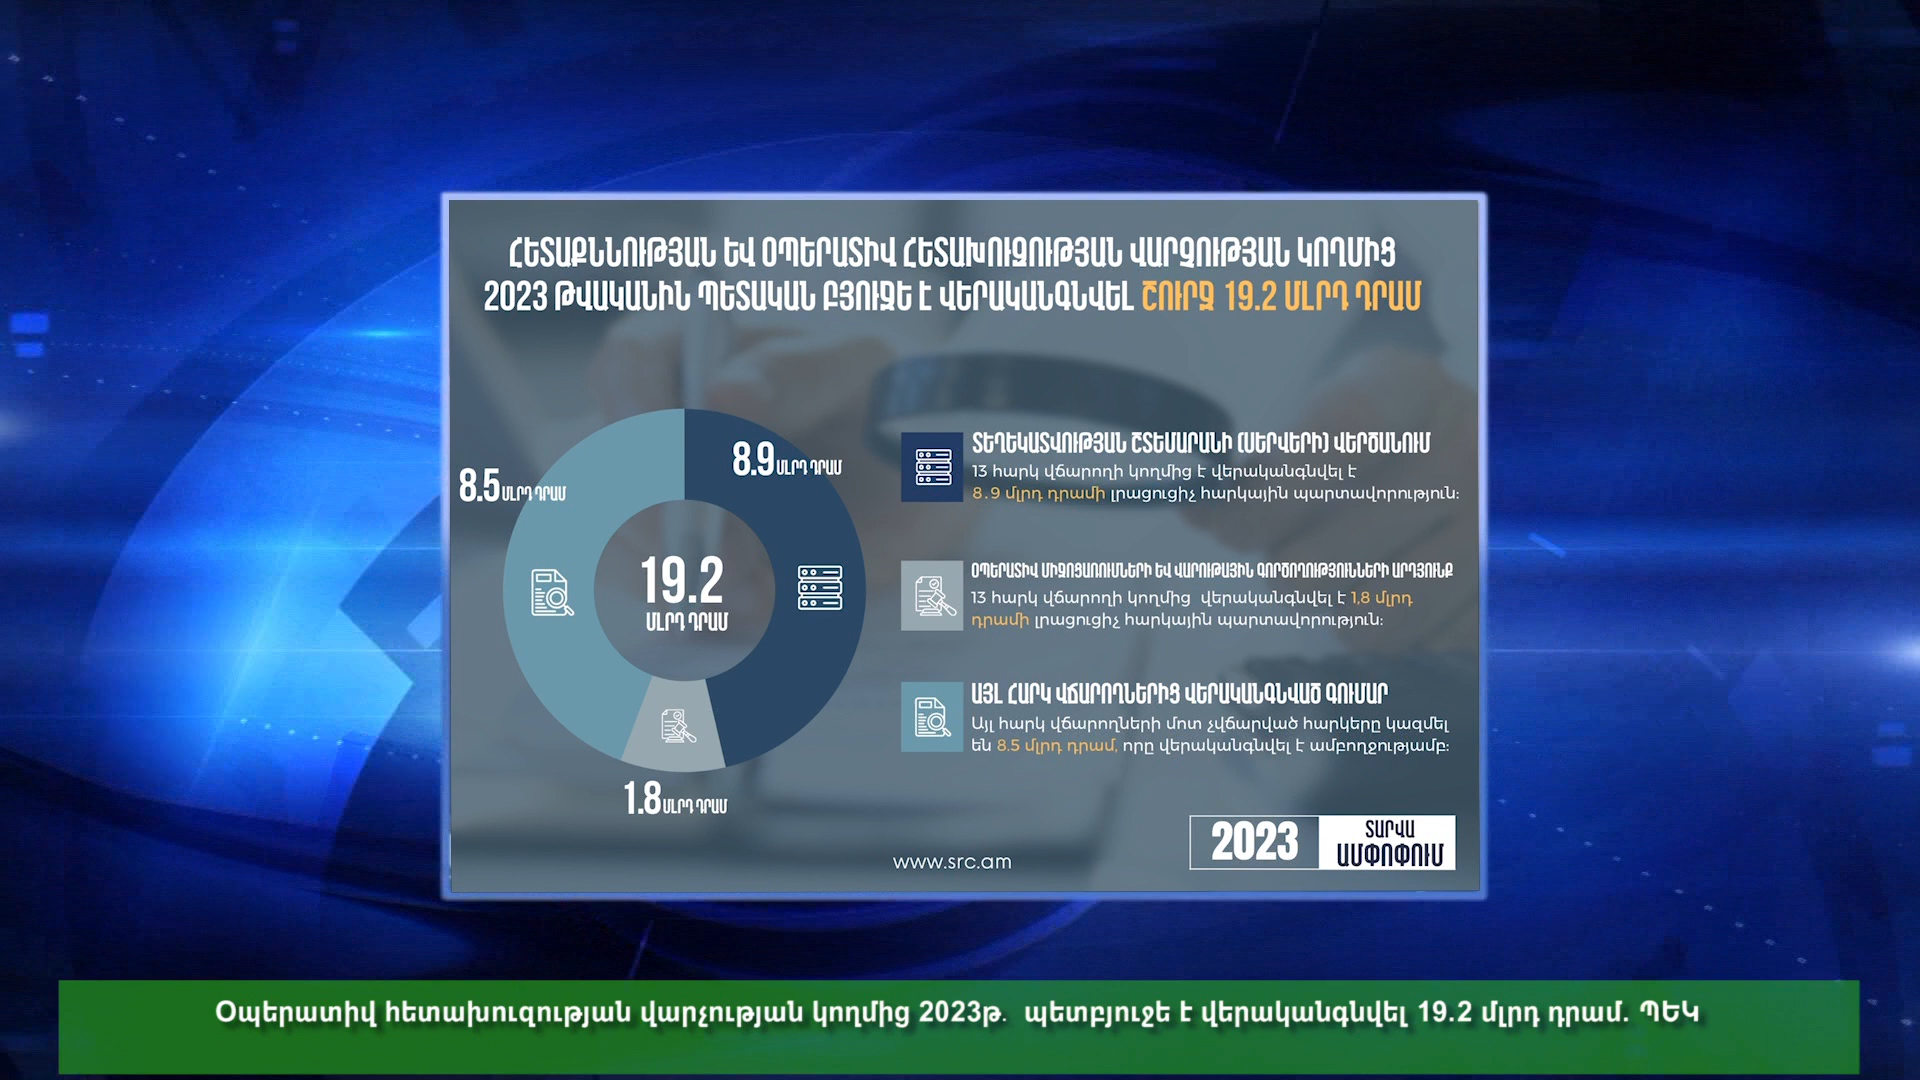 ՀԵՏԱՔՆՆՈՒԹՅԱՆ ԵՎ ՕՊԵՐԱՏԻՎ ՀԵՏԱԽՈՒԶՈՒԹՅԱՆ ՎԱՐՉՈՒԹՅԱՆ ԿՈՂՄԻՑ
2023 ԹՎԱԿԱՆԻՆ ՊԵՏԱԿԱՆ ԲՅՈՒՋԵ Է ՎԵՐԱԿԱՆԳՆՎԵԼ ՇՈՒՐՋ 19.2 ՄԼՐԴ ԴՐԱՄ
8.9 ՄԼՐԴ ԴՐԱՄ
8.5 ՄԼՐԴ ԴՐԱՄ
19.2
ՄԼՐԴ ԴՐԱՄ
1.8 ՄԼՐԴ ԴՐԱՄ
ՏԵՂԵԿԱՏՎՈՒԹՅԱՆ ՇՏԵՄԱՐԱՆԻ (ՍԵՐՎԵՐԻ) ՎԵՐԾԱՆՈՒՄ
13 հարկ վճարողի կողմից է վերականգնվել է
8.9 մլրդ դրամի լրացուցիչ հարկային պարտավորություն:
ՕՊԵՐԱՏԻՎ ՄԻՋՈՑԱՌՈՒՄՆԵՐԻ ԵՎ ՎԱՐՈՒԹԱՅԻՆ ԳՈՐԾՈՂՈՒԹՅՈՒՆՆԵՐԻ ԱՐԴՅՈՒՆՔ
13 հարկ վճարողի կողմից վերականգնվել է 1,8 մլրդ
դրամի լրացուցիչ հարկային պարտավորություն:
ԱՅԼ ՀԱՐԿ ՎՃԱՐՈՂՆԵՐԻՑ ՎԵՐԱԿԱՆԳՆՎԱԾ ԳՈՒՄԱՐ
Այլ հարկ վճարողների մոտ չվճարված հարկերը կազմել
են 8.5 մլրդ դրամ, որը վերականգնվել է ամբողջությամբ:
www.src.am
2023
ՏԱՐՎԱ
ԱՄՓՈՓՈՒՄ
Օպերատիվ հետախուզության վարչության կողմից 2023թ. պետբյուջե է վերականգնվել 19.2 մլրդ դրամ. ՊԵԿ